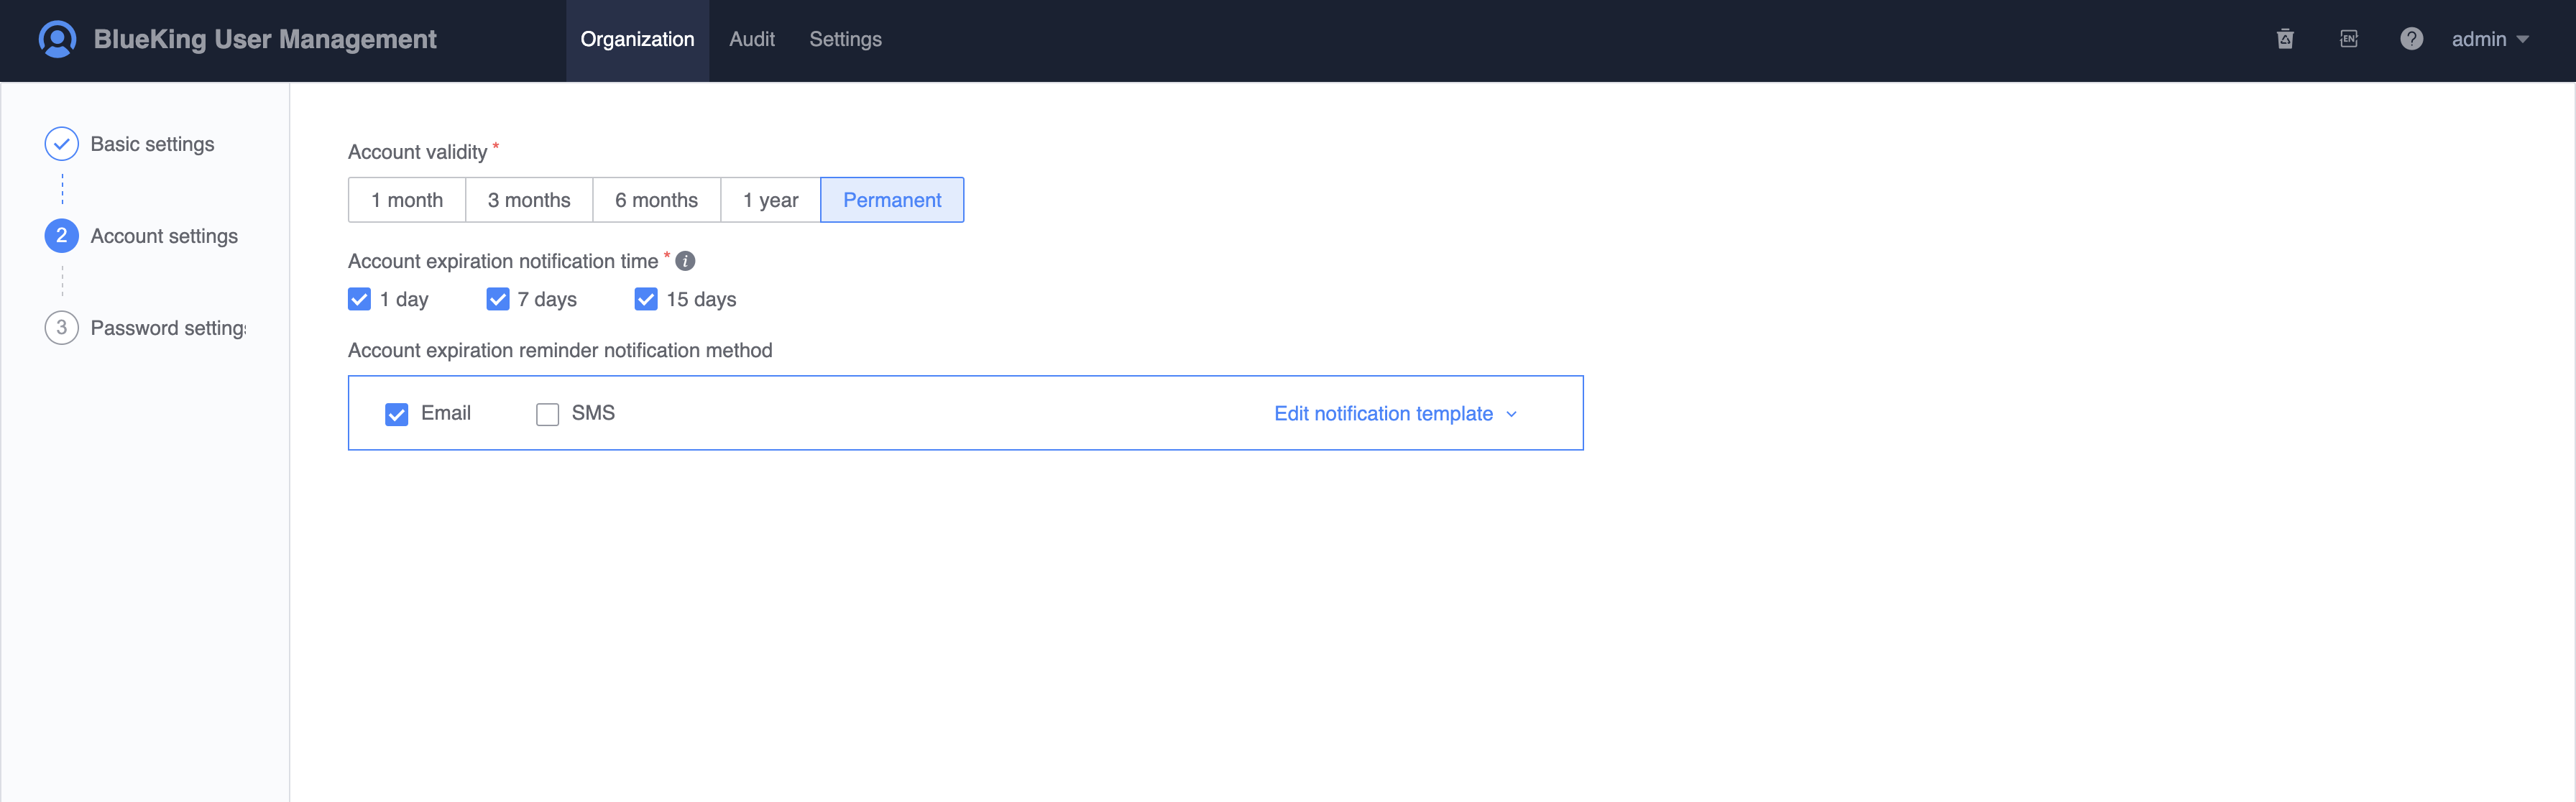 BlueKing User Management
Organization
Audit
Settings
EN
?
admin
Basic settings
2
Account settings
3
Password settings
Account validity *
1 month
3 months
6 months
1 year
Permanent
Account expiration notification time * i
1 day
7 days
15 days
Account expiration reminder notification method
Email
SMS
Edit notification template